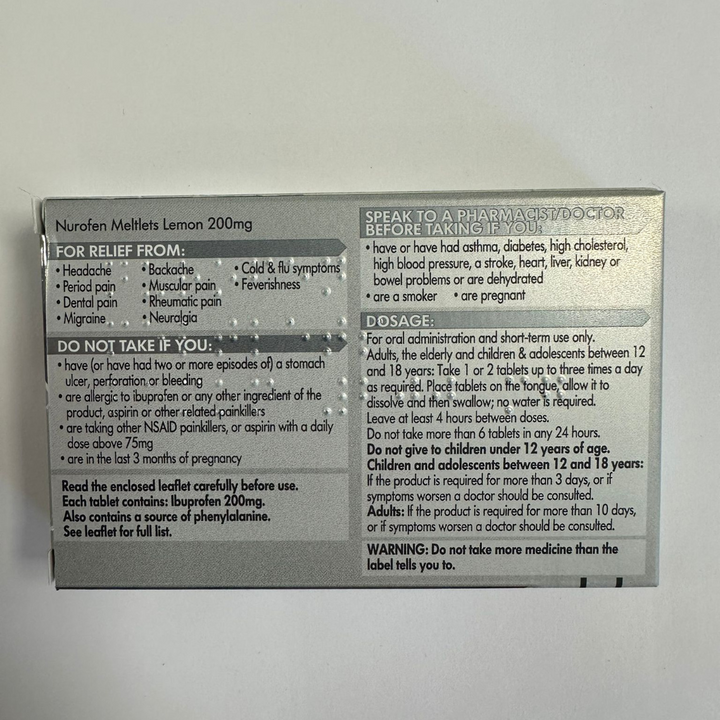 Nurofen Meltlets Lemon 200mg
FOR RELIEF FROM:
• Headache
• Period pain
• Dental pain
• Migraine
• Backache
• Muscular pain
• Rheumatic pain
• Neuralgia
• Cold & flu symptoms
• Feverishness
DO NOT TAKE IF YOU:
• have (or have had two or more episodes of) a stomach
ulcer, perforation or bleeding
• are allergic to ibuprofen or any other ingredient of the
product, aspirin or other related painkillers
• are taking other NSAID painkillers, or aspirin with a daily
dose above 75mg
• are in the last 3 months of pregnancy
Read the enclosed leaflet carefully before use.
Each tablet contains: Ibuprofen 200mg.
Also contains a source of phenylalanine.
See leaflet for full list.
SPEAK TO A PHARMACIST/DOCTOR
BEFORE TAKING IF YOU:
• have or have had asthma, diabetes, high cholesterol,
high blood pressure, a stroke, heart, liver, kidney or
bowel problems or are dehydrated
• are a smoker • are pregnant
DOSAGE:
For oral administration and short-term use only.
Adults, the elderly and children & adolescents between 12
and 18 years: Take 1 or 2 tablets up to three times a day
as required. Place tablets on the tongue, allow it to
dissolve and then swallow; no water is required.
Leave at least 4 hours between doses.
Do not take more than 6 tablets in any 24 hours.
Do not give to children under 12 years of age.
Children and adolescents between 12 and 18 years:
If the product is required for more than 3 days, or if
symptoms worsen a doctor should be consulted.
Adults: If the product is required for more than 10 days,
or if symptoms worsen a doctor should be consulted.
WARNING: Do not take more medicine than the
label tells you to.